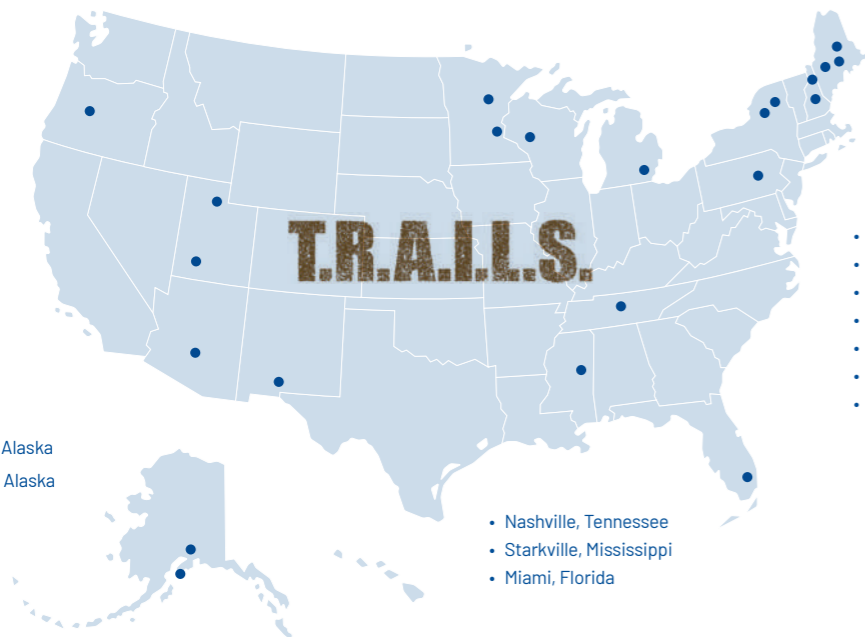 T.R.A.I.L.S.
Alaska
Alaska
• Nashville, Tennessee
• Starkville, Mississippi
• Miami, Florida